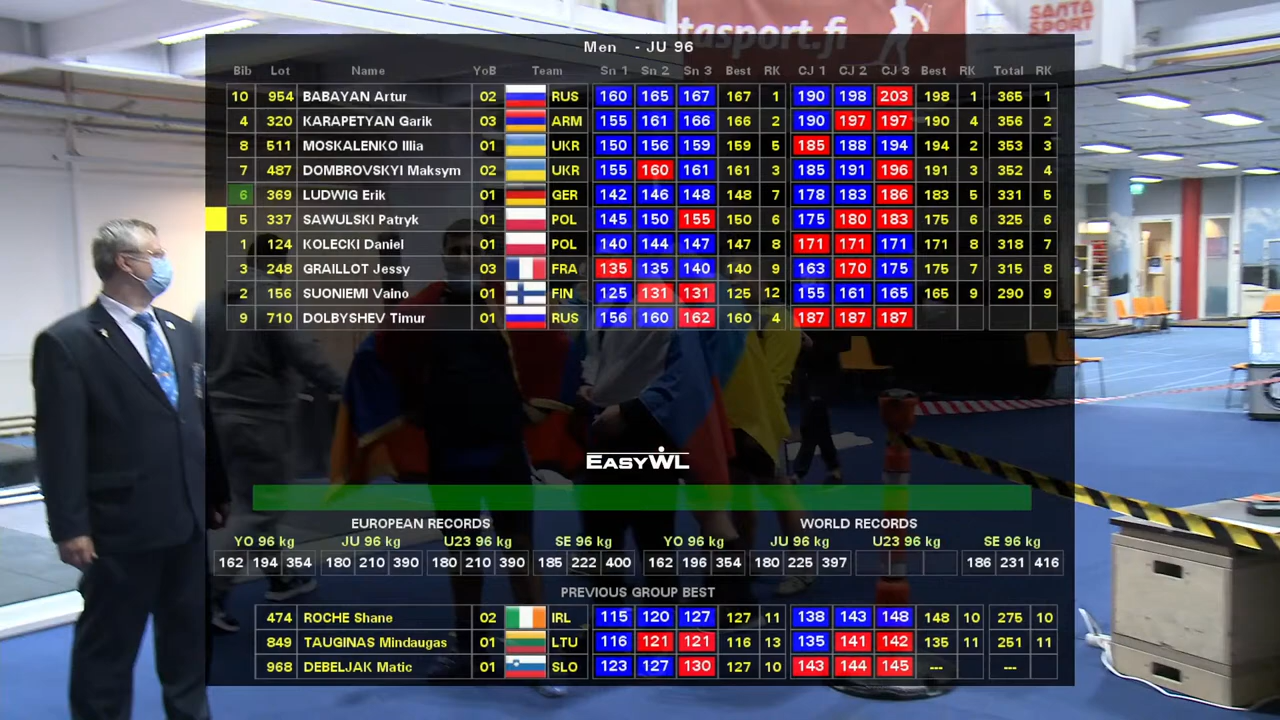 tasport.fi
SANTA
SPORT
Men - JU 96
Bib Lot Name YoB Team Sn 1 Sn 2 Sn 3 Best RK CJ 1 CJ 2 CJ 3 Best RK Total RK
10 954 BABAYAN Artur 02 RUS 160 165 167 167 1 190 198 203 198 1 365 1
4 320 KARAPETYAN Garik 03 ARM 155 161 166 166 2 190 197 197 190 4 356 2
8 511 MOSKALENKO Illia 01 UKR 150 156 159 159 5 185 188 194 194 2 353 3
7 487 DOMBROVSKYI Maksym 02 UKR 155 160 161 161 3 185 191 196 191 3 352 4
6 369 LUDWIG Erik 01 GER 142 146 148 148 7 178 183 186 183 5 331 5
5 337 SAWULSKI Patryk 01 POL 145 150 155 150 6 175 180 183 175 6 325 6
1 124 KOLECKI Daniel 01 POL 140 144 147 147 8 171 171 171 171 8 318 7
3 248 GRAILLOT Jessy 03 FRA 135 135 140 140 9 163 170 175 175 7 315 8
2 156 SUONIEMI Vaino 01 FIN 125 131 131 125 12 155 161 165 165 9 290 9
9 710 DOLBYSHEV Timur 01 RUS 156 160 162 160 4 187 187 187
EASYWL
EUROPEAN RECORDS WORLD RECORDS
YO 96 kg JU 96 kg U23 96 kg SE 96 kg YO 96 kg JU 96 kg U23 96 kg SE 96 kg
162 194 354 180 210 390 180 210 390 185 222 400 162 196 354 180 225 397 186 231 416
PREVIOUS GROUP BEST
474 ROCHE Shane 02 IRL 115 120 127 127 11 138 143 148 148 10 275 10
849 TAUGINAS Mindaugas 01 LTU 116 121 121 116 13 135 141 142 135 11 251 11
968 DEBELJAK Matic 01 SLO 123 127 130 127 10 143 144 145 --- ---